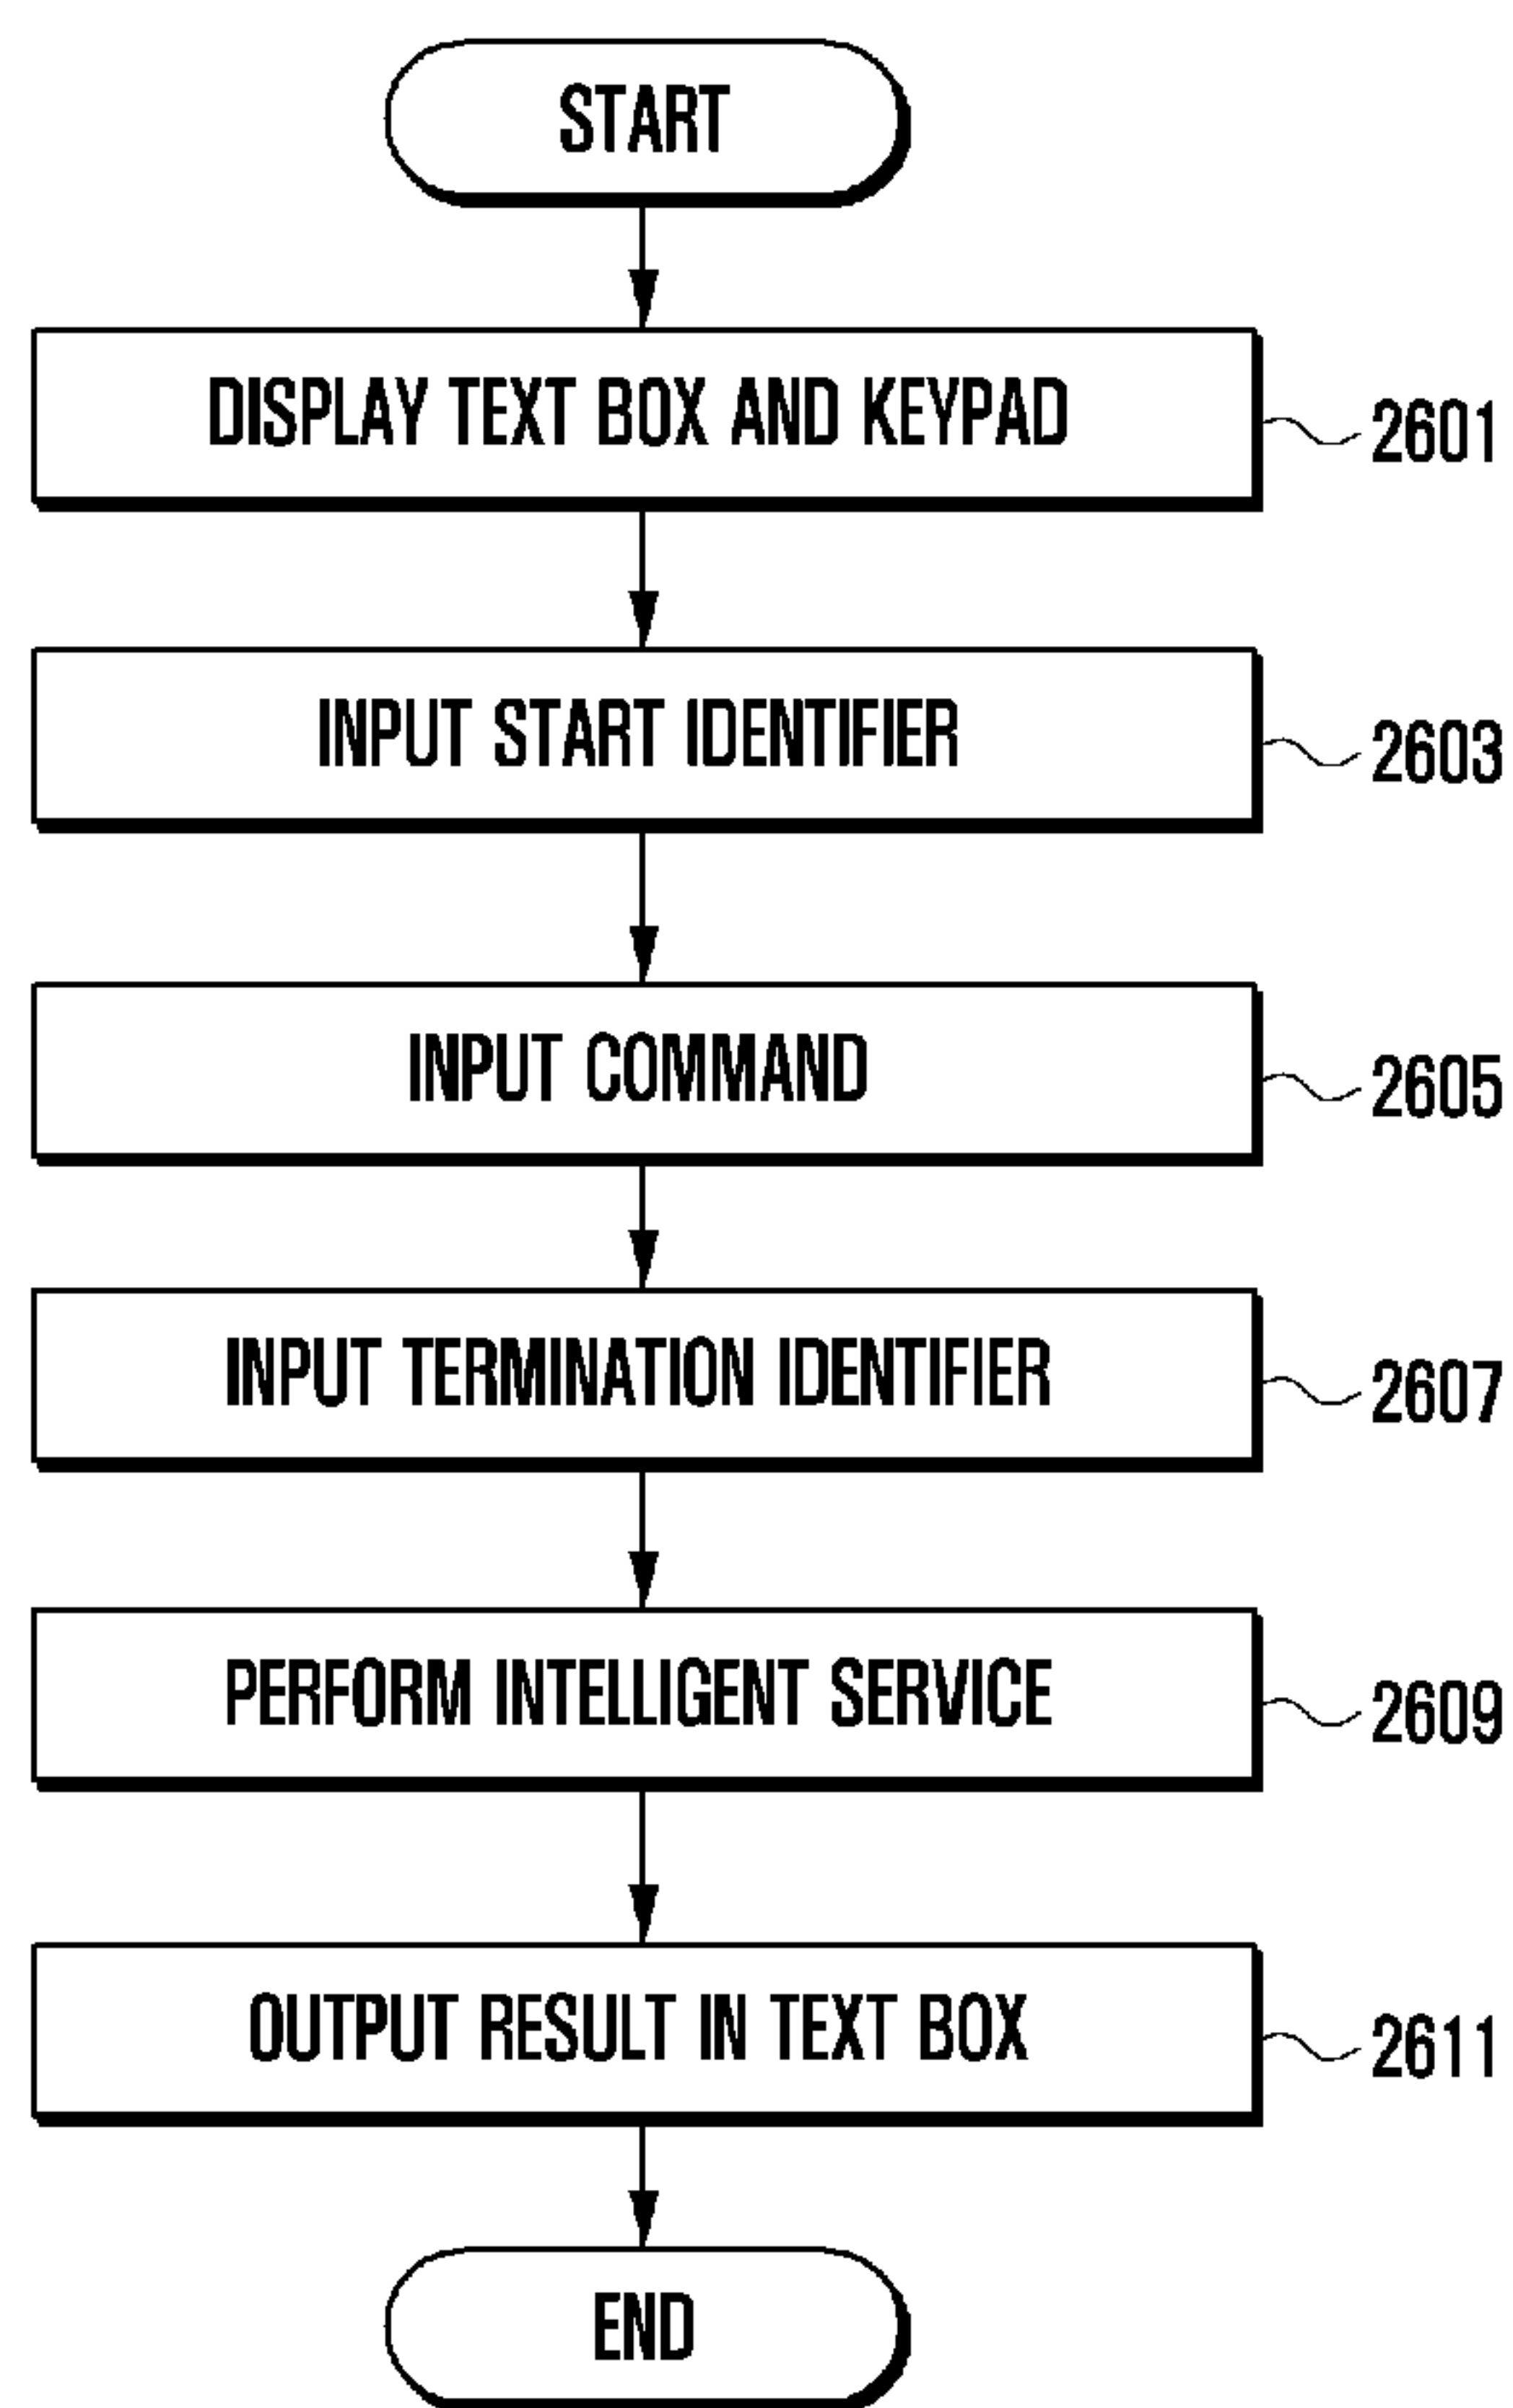 START
DISPLAY TEXT BOX AND KEYPAD
2601
INPUT START IDENTIFIER
2603
INPUT COMMAND
2605
INPUT TERMINATION IDENTIFIER
2607
PERFORM INTELLIGENT SERVICE
2609
OUTPUT RESULT IN TEXT BOX
2611
END